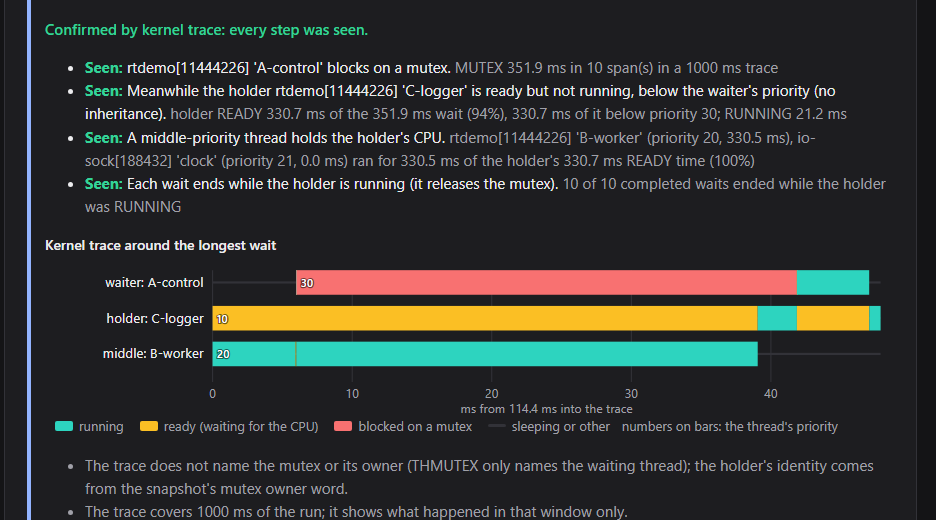 Confirmed by kernel trace: every step was seen.
Seen: rtdemo[11444226] 'A-control' blocks on a mutex. MUTEX 351.9 ms in 10 span(s) in a 1000 ms trace
Seen: Meanwhile the holder rtdemo[11444226] 'C-logger' is ready but not running, below the waiter's priority (no
inheritance). holder READY 330.7 ms of the 351.9 ms wait (94%), 330.7 ms of it below priority 30; RUNNING 21.2 ms
Seen: A middle-priority thread holds the holder's CPU. rtdemo[11444226] 'B-worker' (priority 20, 330.5 ms), io-
sock[188432] 'clock' (priority 21, 0.0 ms) ran for 330.5 ms of the holder's 330.7 ms READY time (100%)
Seen: Each wait ends while the holder is running (it releases the mutex). 10 of 10 completed waits ended while the holder
was RUNNING
Kernel trace around the longest wait
waiter: A-control 30
holder: C-logger 10
middle: B-worker 20
0 10 20 30 40
ms from 114.4 ms into the trace
running ready (waiting for the CPU) blocked on a mutex sleeping or other numbers on bars: the thread's priority
The trace does not name the mutex or its owner (THMUTEX only names the waiting thread); the holder's identity comes
from the snapshot's mutex owner word.
The trace covers 1000 ms of the run; it shows what happened in that window only.